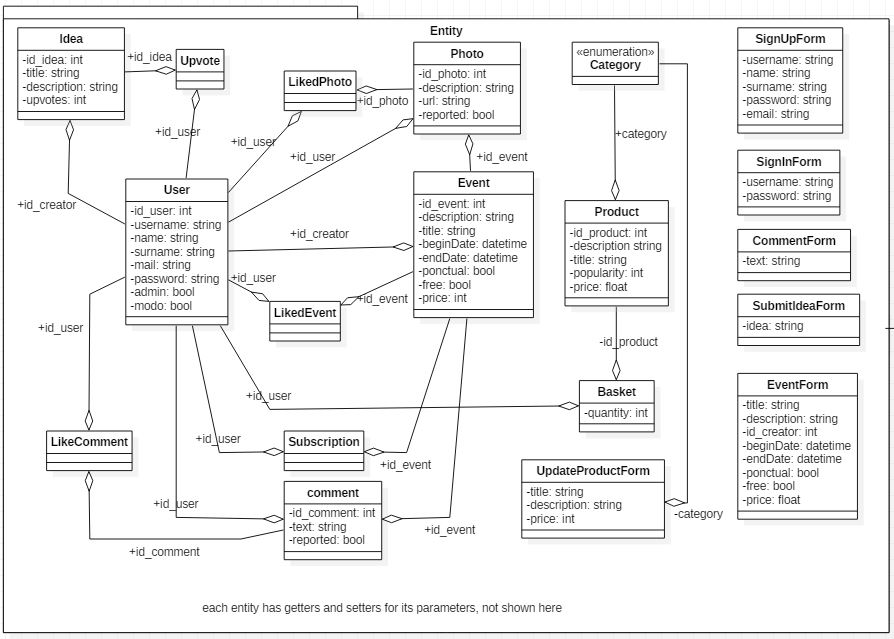 Entity
Idea
-id_idea: int
-title: string
-description: string
-upvotes: int
+id_idea
Upvote
+id_user
LikedPhoto
+id_photo
+id_user
Photo
-id_photo: int
-description: string
-url: string
-reported: bool
+id_user
+id_event
«enumeration»
Category
+category
SignUpForm
-username: string
-name: string
-surname: string
-password: string
-email: string
SignInForm
-username: string
-password: string
+id_creator
User
-id_user: int
-username: string
-name: string
-surname: string
-mail: string
-password: string
-admin: bool
-modo: bool
+id_creator
Event
-id_event: int
-description: string
-title: string
-beginDate: datetime
-endDate: datetime
-ponctual: bool
-free: bool
-price: int
Product
-id_product: int
-description string
-title: string
-popularity: int
-price: float
CommentForm
-text: string
+id_user
LikedEvent
+id_event
SubmitIdeaForm
-idea: string
+id_user
-id_product
Basket
-quantity: int
EventForm
-title: string
-description: string
-id_creator: int
-beginDate: datetime
-endDate: datetime
-ponctual: bool
-free: bool
-price: float
+id_user
LikeComment
+id_user
Subscription
+id_event
UpdateProductForm
-title: string
-description: string
-price: int
-category
comment
-id_comment: int
-text: string
-reported: bool
+id_user
+id_event
+id_comment
each entity has getters and setters for its parameters, not shown here